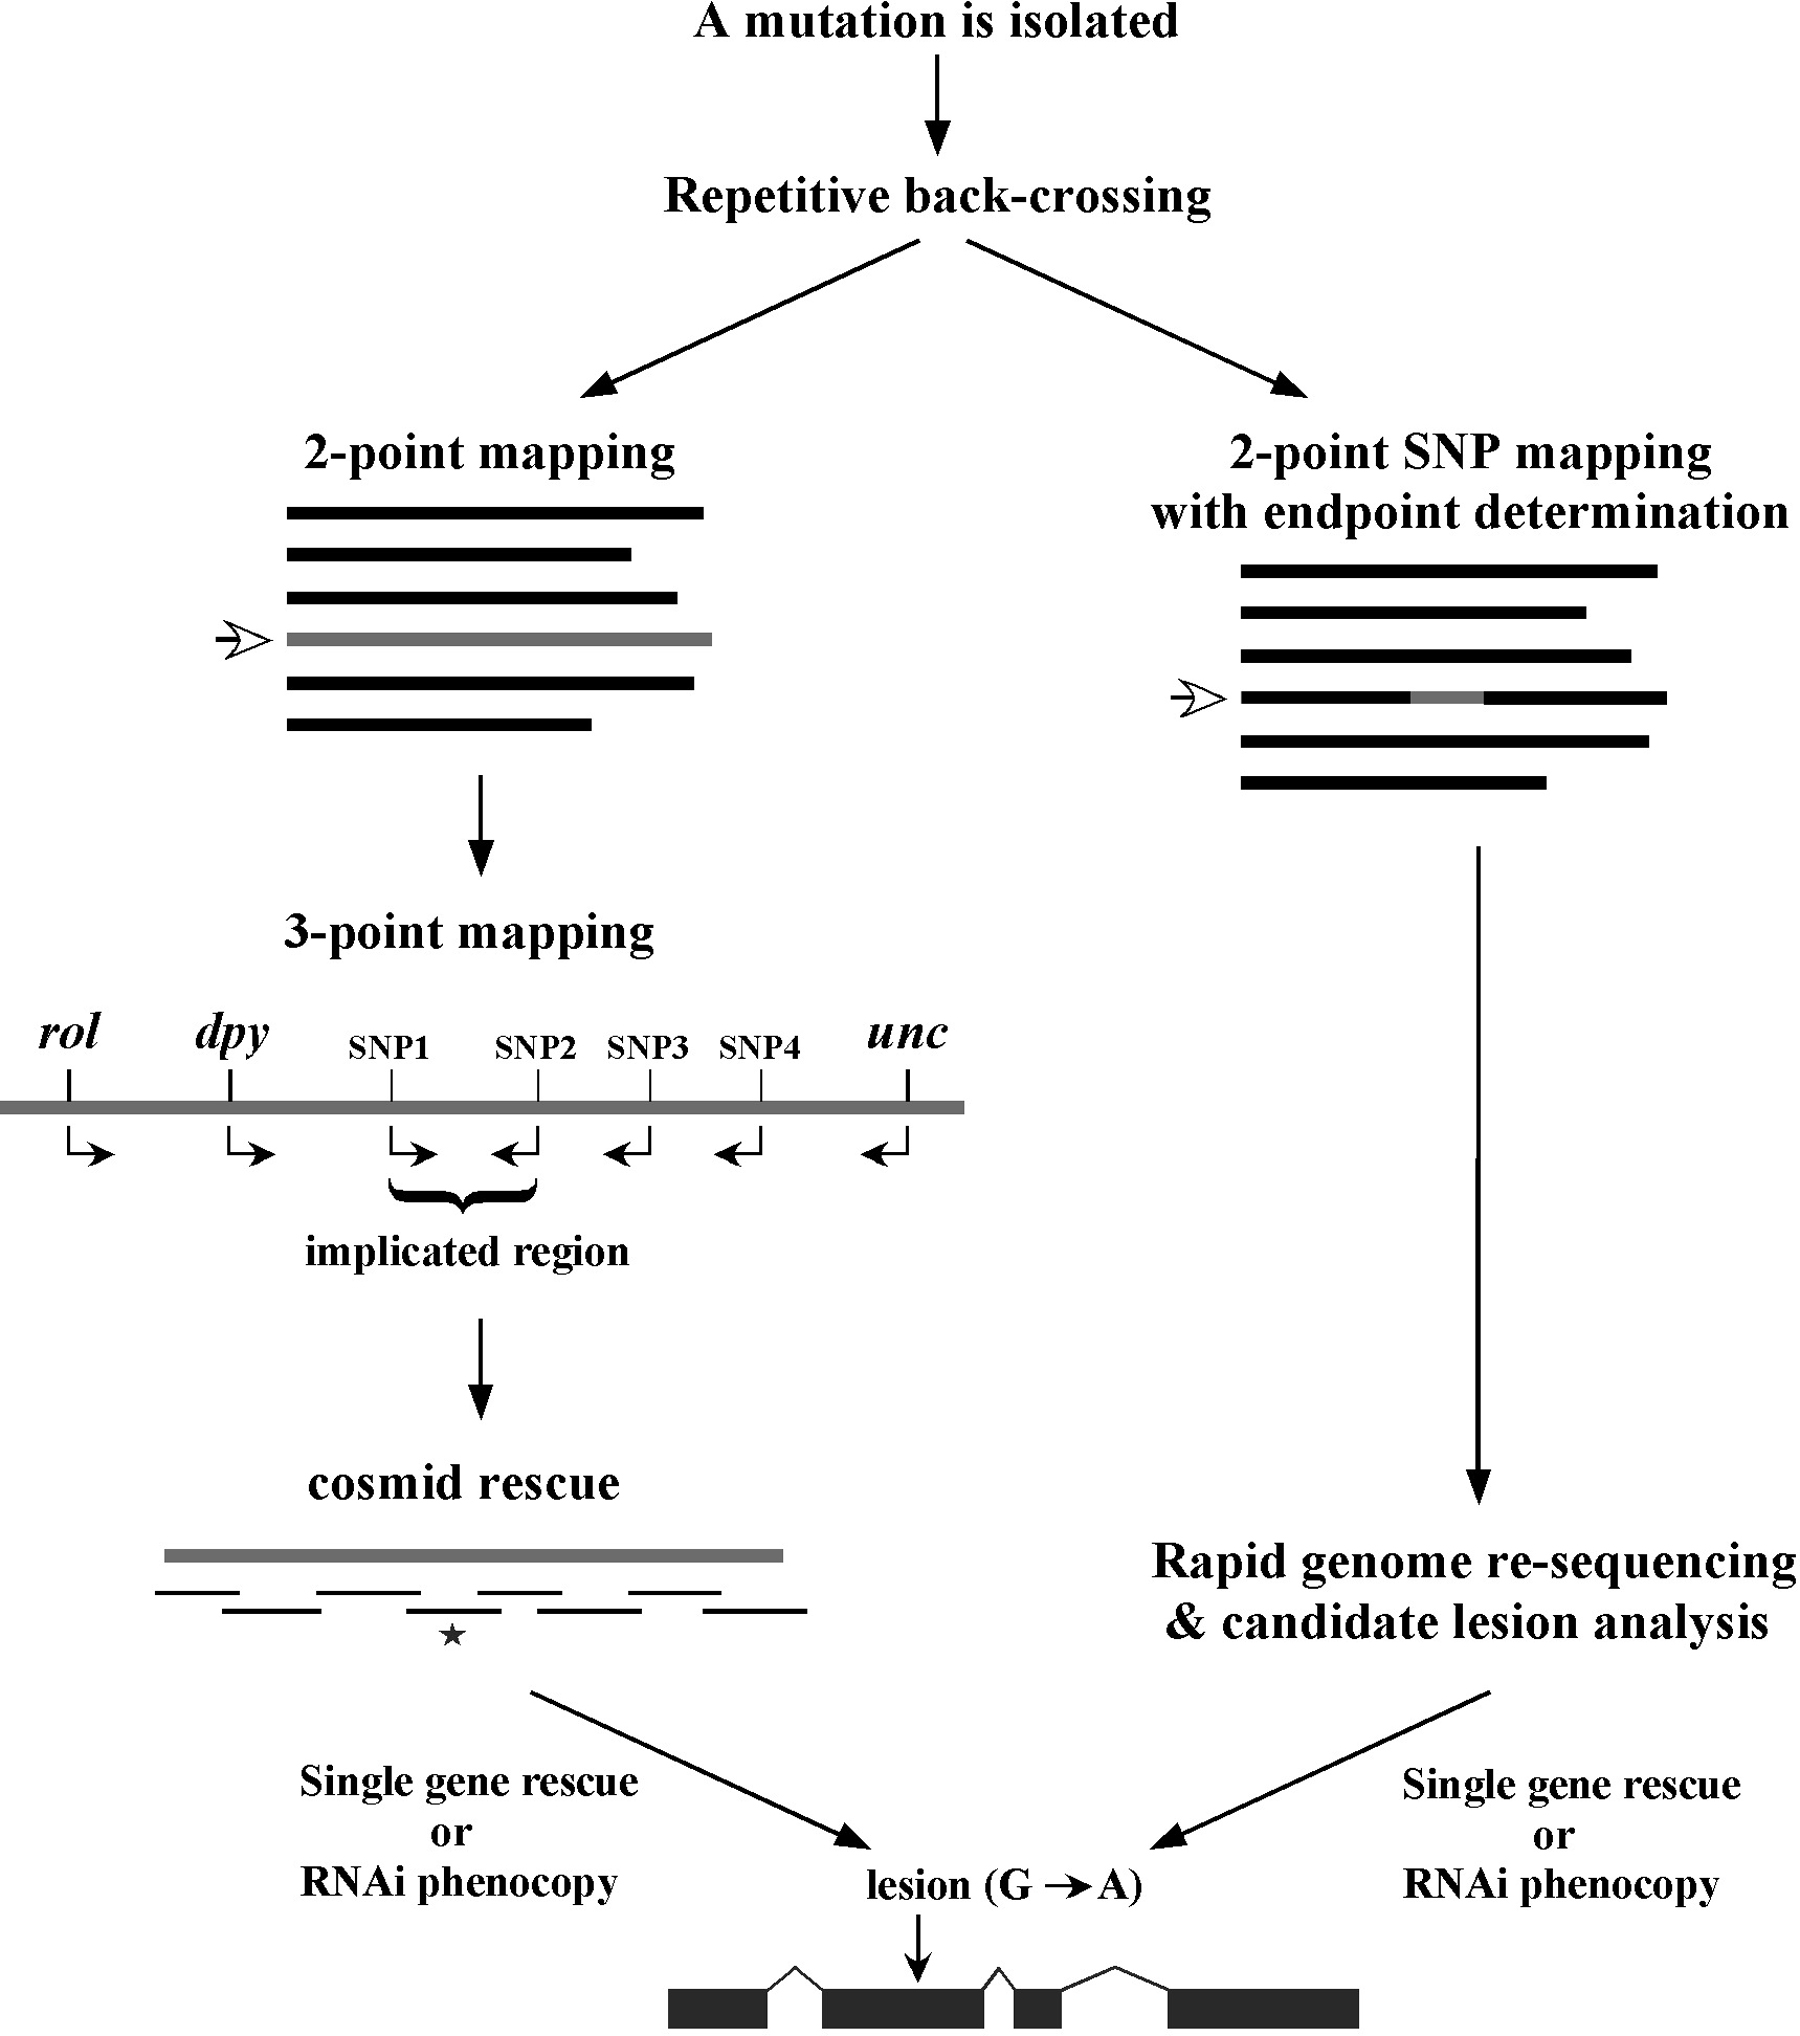 A mutation is isolated
Repetitive back-crossing
2-point mapping
2-point SNP mapping
with endpoint determination
3-point mapping
rol dpy SNP1 SNP2 SNP3 SNP4 unc
implicated region
cosmid rescue
Rapid genome re-sequencing
& candidate lesion analysis
Single gene rescue
or
RNAi phenocopy
Single gene rescue
or
RNAi phenocopy
lesion (G → A)